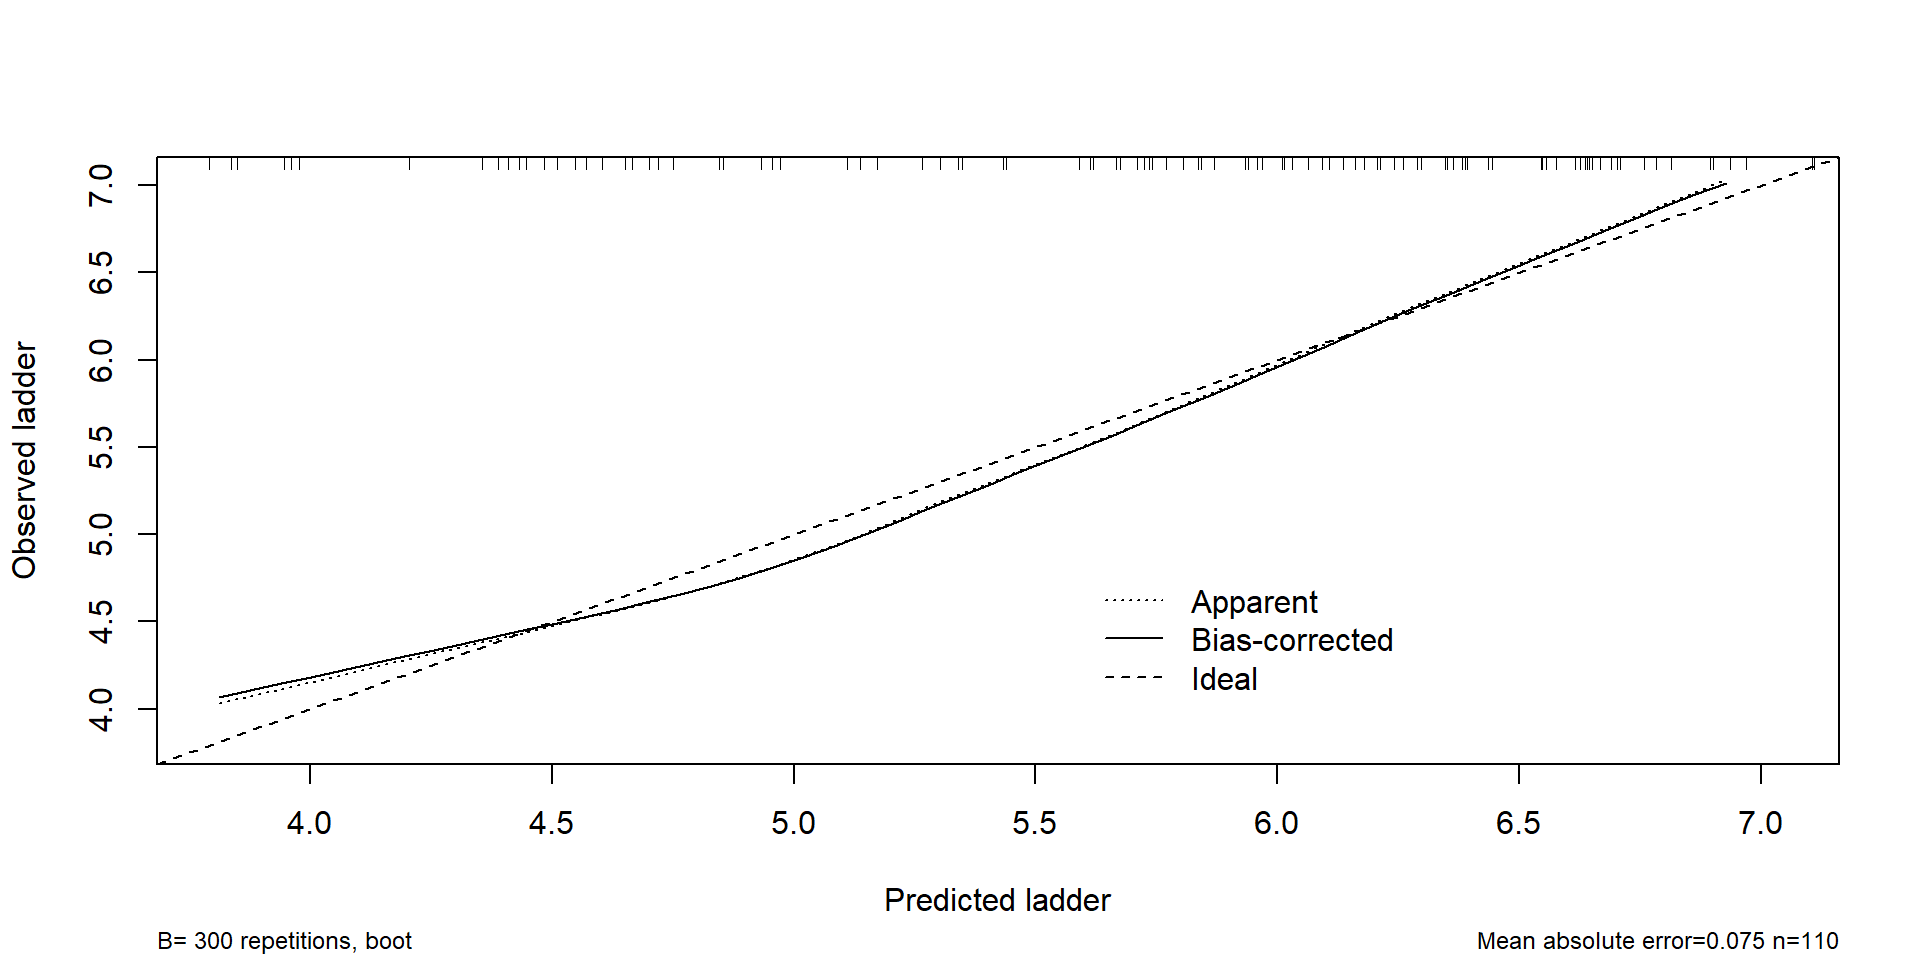 7.0
6.5
6.0
5.5
5.0
4.5
4.0
Observed ladder
Apparent
Bias-corrected
Ideal
4.0 4.5 5.0 5.5 6.0 6.5 7.0
Predicted ladder
B= 300 repetitions, boot
Mean absolute error=0.075 n=110